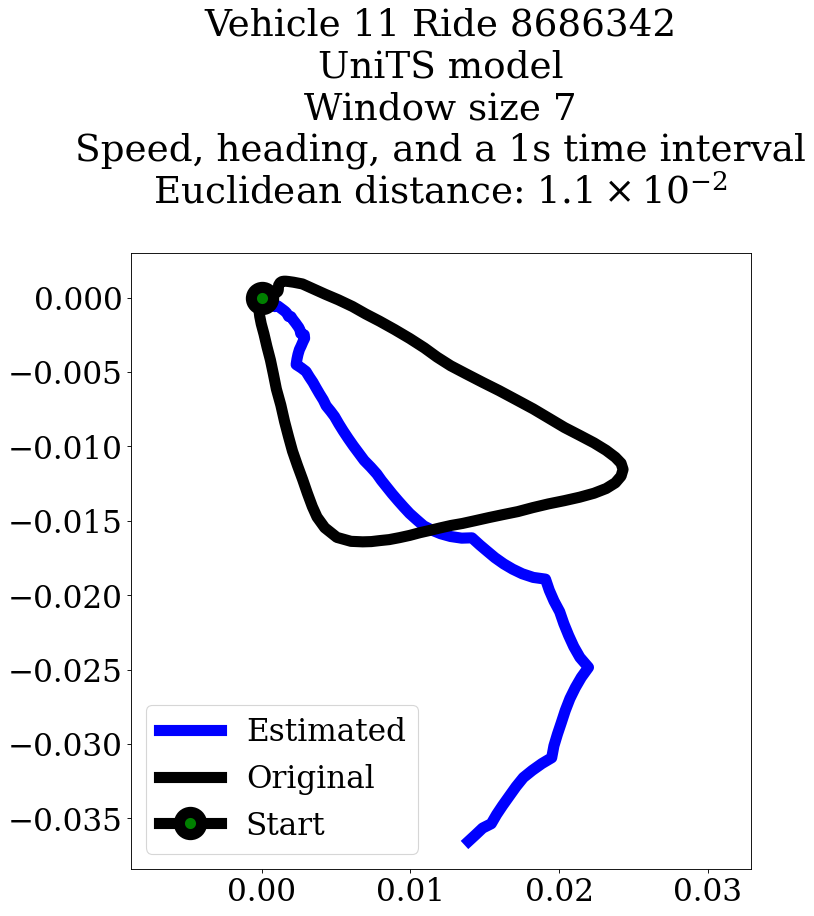 Vehicle 11 Ride 8686342
UniTS model
Window size 7
Speed, heading, and a 1s time interval
Euclidean distance: 1.1 × 10⁻²
0.000
−0.005
−0.010
−0.015
−0.020
−0.025
−0.030
−0.035
Estimated
Original
Start
0.00 0.01 0.02 0.03